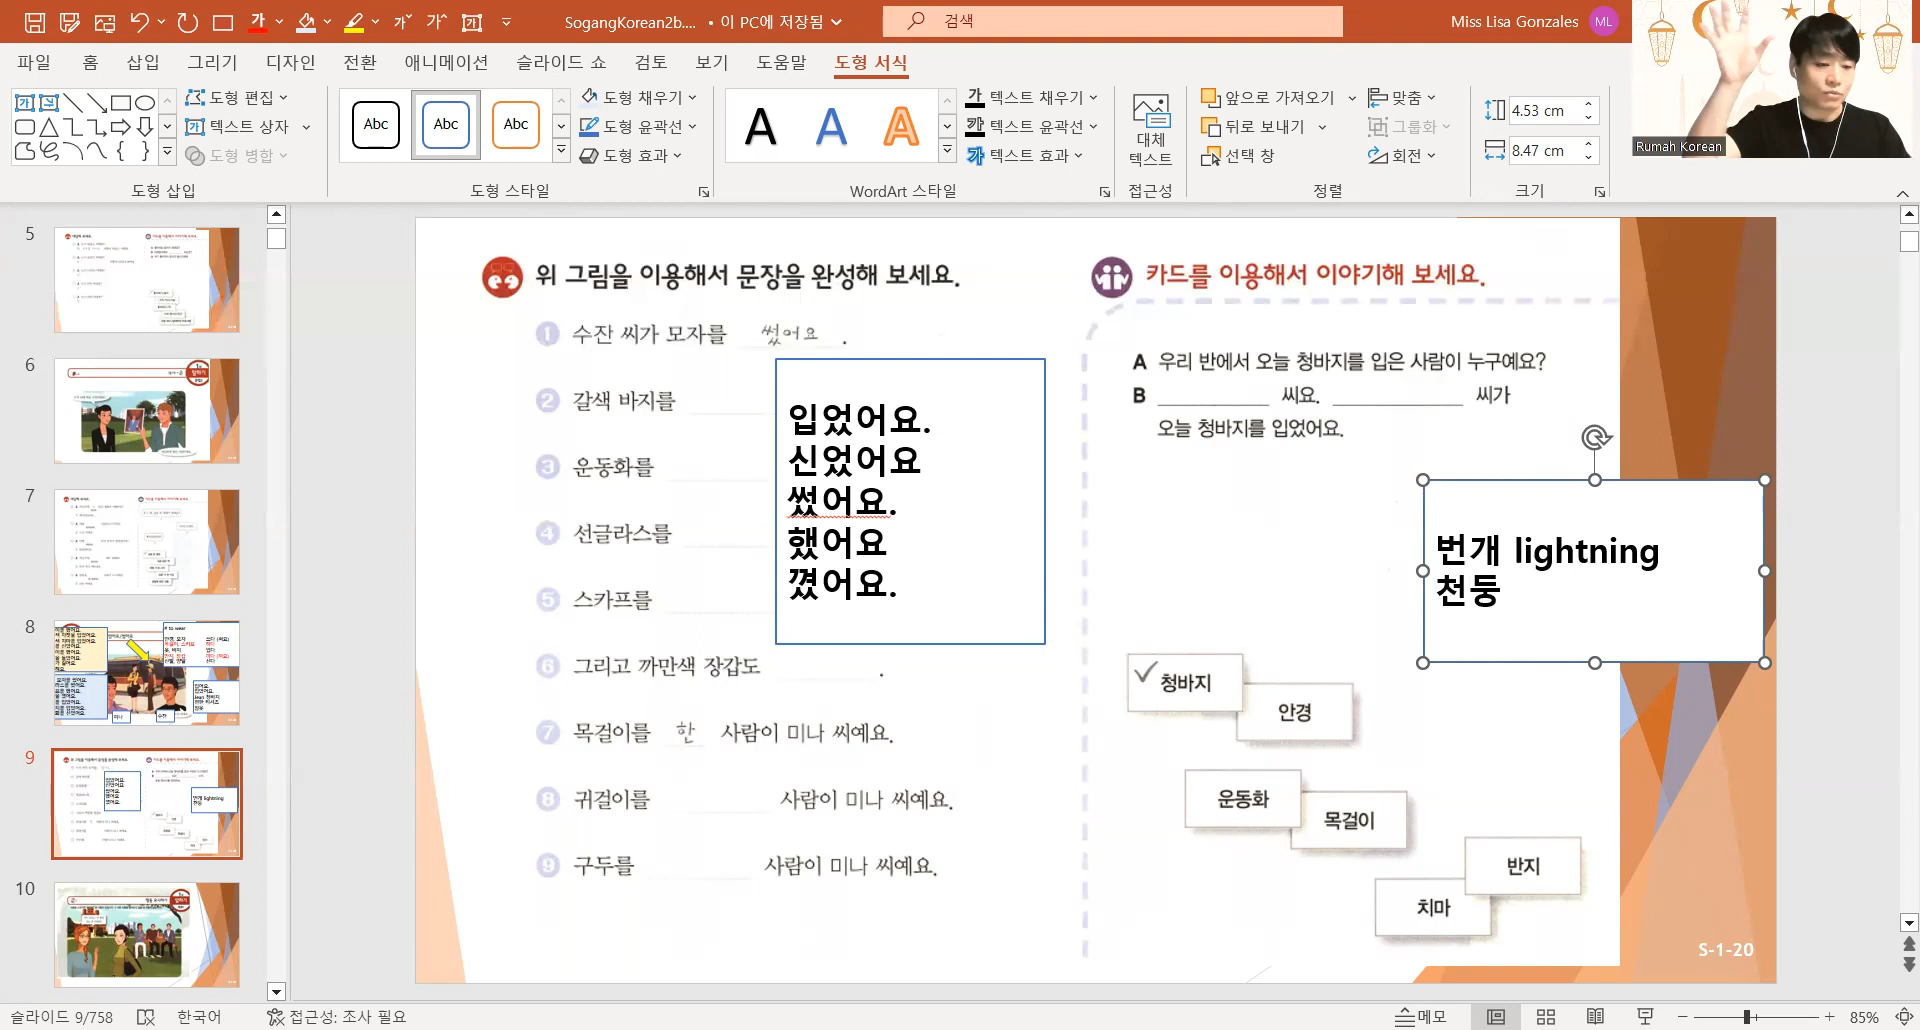 SogangKorean2b....
• 이 PC에 저장됨
검색
Miss Lisa Gonzales
ML
파일
홈
삽입
그리기
디자인
전환
애니메이션
슬라이드 쇼
검토
보기
도움말
도형 서식
도형 편집
텍스트 상자
도형 병합
도형 삽입
Abc
Abc
Abc
도형 채우기
도형 윤곽선
도형 효과
도형 스타일
A
A
A
텍스트 채우기
텍스트 윤곽선
텍스트 효과
WordArt 스타일
대체
텍스트
접근성
앞으로 가져오기
뒤로 보내기
선택 창
맞춤
그룹화
회전
정렬
4.53 cm
8.47 cm
크기
Rumah Korean
5
6
7
8
9
10
위 그림을 이용해서 문장을 완성해 보세요.
1 수잔 씨가 모자를 썼어요 .
2 갈색 바지를
3 운동화를
4 선글라스를
5 스카프를
6 그리고 까만색 장갑도 .
7 목걸이를 한 사람이 미나 씨예요.
8 귀걸이를 사람이 미나 씨예요.
9 구두를 사람이 미나 씨예요.
입었어요.
신었어요
썼어요.
했어요
꼈어요.
카드를 이용해서 이야기해 보세요.
A 우리 반에서 오늘 청바지를 입은 사람이 누구예요?
B ____________ 씨요. ______________ 씨가
오늘 청바지를 입었어요.
번개 lightning
천둥
청바지
안경
운동화
목걸이
반지
치마
S-1-20
슬라이드 9/758
한국어
접근성: 조사 필요
메모
85%